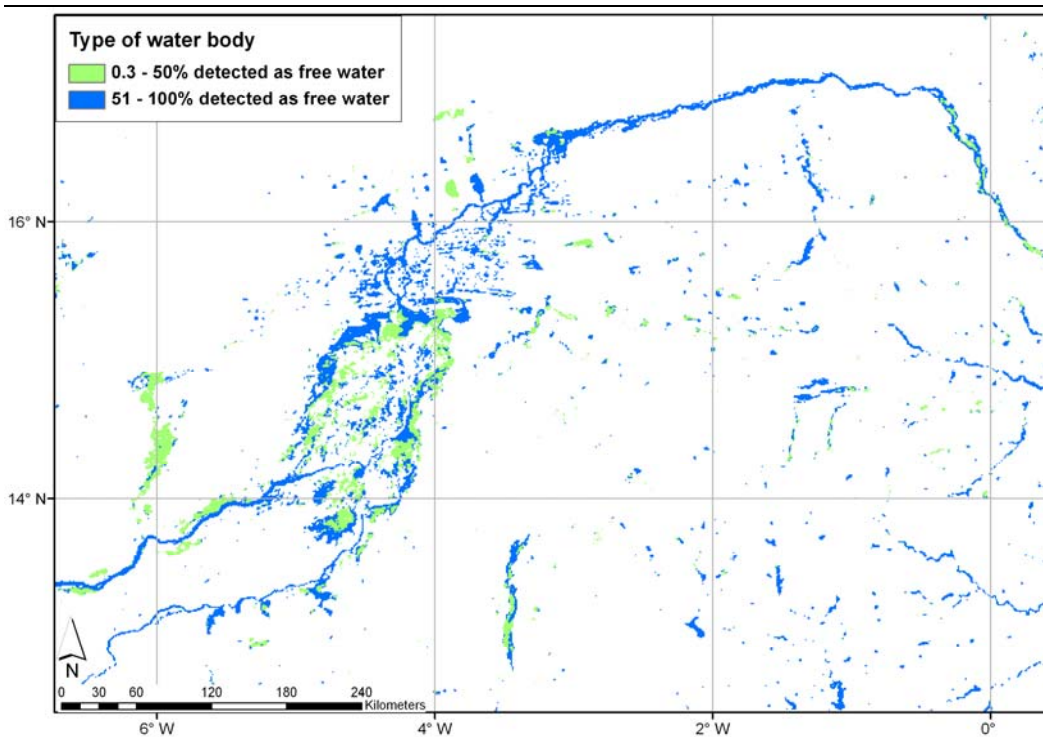 Type of water body
0.3 - 50% detected as free water
51 - 100% detected as free water
16° N
14° N
N
0 30 60 120 180 240
Kilometers
6° W 4° W 2° W 0°